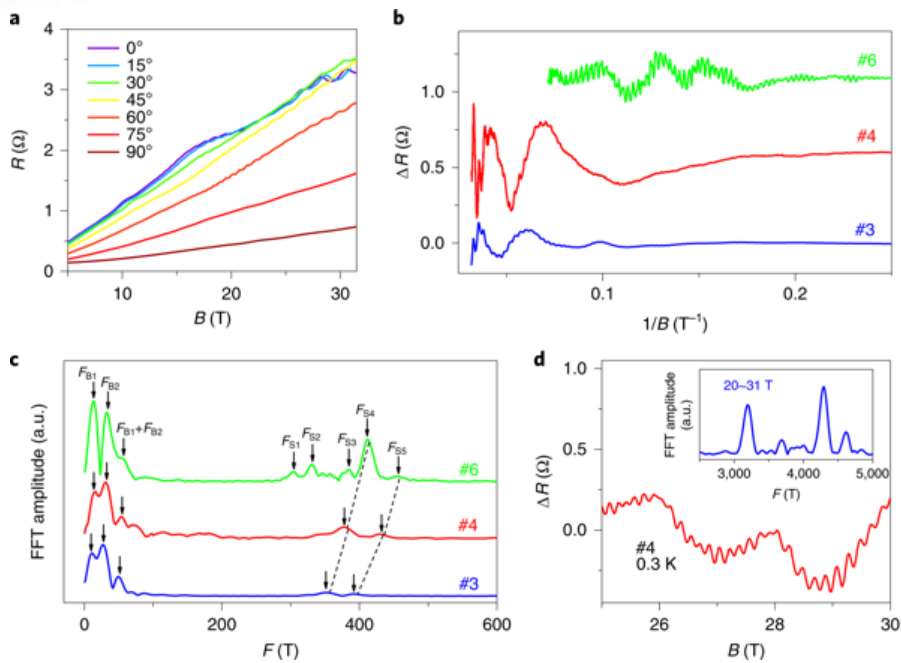 a
4
3
2
1
0
R (Ω)
0°
15°
30°
45°
60°
75°
90°
10
20
30
B (T)
b
1.0
0.5
0.0
ΔR (Ω)
#6
#4
#3
0.1
0.2
1/B (T⁻¹)
c
FFT amplitude (a.u.)
F_B1
F_B2
F_B1+F_B2
F_S1
F_S2
F_S3
F_S4
F_S5
#6
#4
#3
0
200
400
600
F (T)
d
1.0
0.5
0.0
ΔR (Ω)
FFT amplitude
(a.u.)
20~31 T
3,000
4,000
5,000
F (T)
#4
0.3 K
26
28
30
B (T)